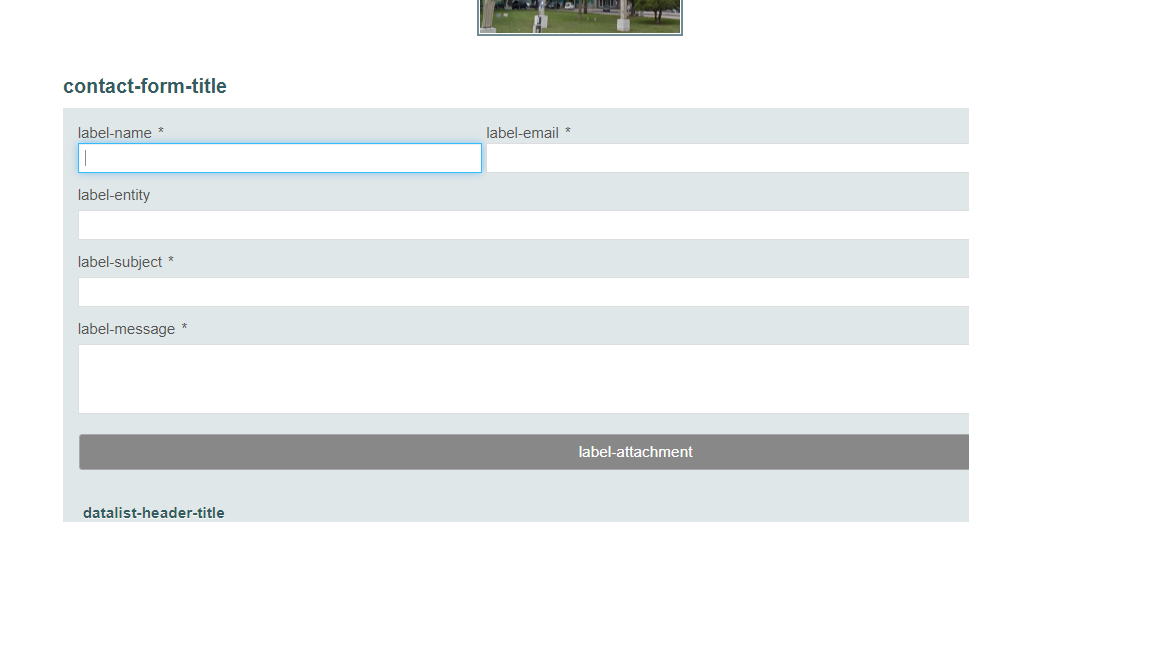 contact-form-title
label-name * label-email *
label-entity
label-subject *
label-message *
label-attachment
datalist-header-title